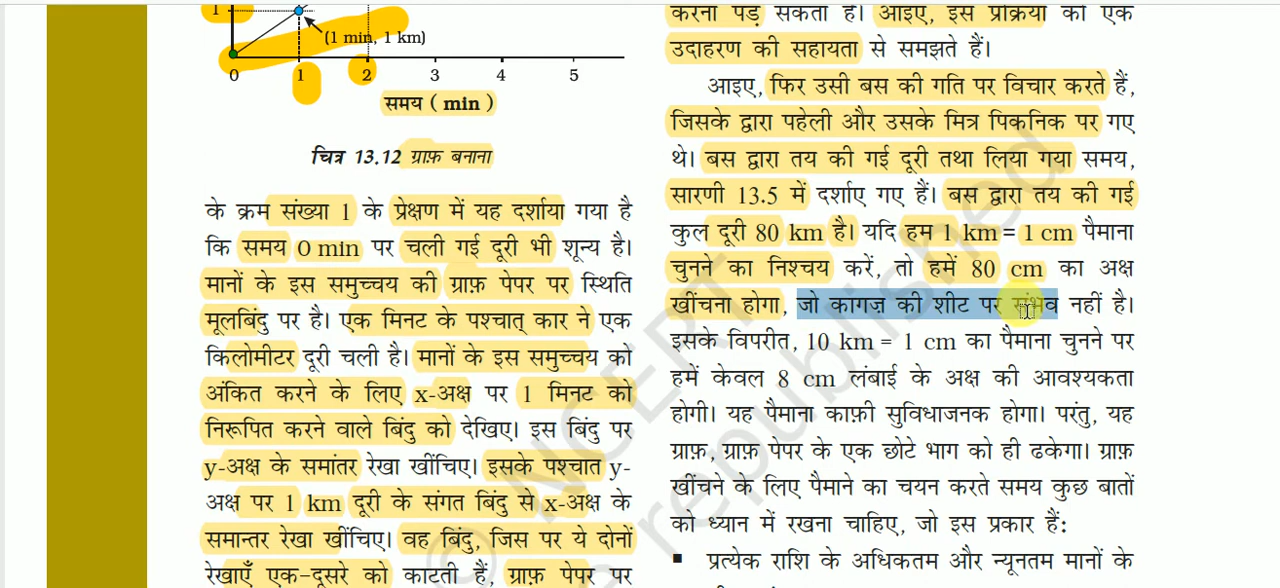 1
(1 min, 1 km)
0 1 2 3 4 5
समय ( min )
चित्र 13.12 ग्राफ़ बनाना
के क्रम संख्या 1 के प्रेक्षण में यह दर्शाया गया है
कि समय 0 min पर चली गई दूरी भी शून्य है।
मानों के इस समुच्चय की ग्राफ़ पेपर पर स्थिति
मूलबिंदु पर है। एक मिनट के पश्चात् कार ने एक
किलोमीटर दूरी चली है। मानों के इस समुच्चय को
अंकित करने के लिए x-अक्ष पर 1 मिनट को
निरूपित करने वाले बिंदु को देखिए। इस बिंदु पर
y-अक्ष के समांतर रेखा खींचिए। इसके पश्चात y-
अक्ष पर 1 km दूरी के संगत बिंदु से x-अक्ष के
समान्तर रेखा खींचिए। वह बिंदु, जिस पर ये दोनों
रेखाएँ एक-दूसरे को काटती हैं, ग्राफ़ पेपर पर
करना पड़ सकता है। आइए, इस प्रक्रिया को एक
उदाहरण की सहायता से समझते हैं।
आइए, फिर उसी बस की गति पर विचार करते हैं,
जिसके द्वारा पहेली और उसके मित्र पिकनिक पर गए
थे। बस द्वारा तय की गई दूरी तथा लिया गया समय,
सारणी 13.5 में दर्शाए गए हैं। बस द्वारा तय की गई
कुल दूरी 80 km है। यदि हम 1 km = 1 cm पैमाना
चुनने का निश्चय करें, तो हमें 80 cm का अक्ष
खींचना होगा, जो कागज़ की शीट पर संभव नहीं है।
इसके विपरीत, 10 km = 1 cm का पैमाना चुनने पर
हमें केवल 8 cm लंबाई के अक्ष की आवश्यकता
होगी। यह पैमाना काफ़ी सुविधाजनक होगा। परंतु, यह
ग्राफ़, ग्राफ़ पेपर के एक छोटे भाग को ही ढकेगा। ग्राफ़
खींचने के लिए पैमाने का चयन करते समय कुछ बातों
को ध्यान में रखना चाहिए, जो इस प्रकार हैं:
■ प्रत्येक राशि के अधिकतम और न्यूनतम मानों के
© NCERT
republished